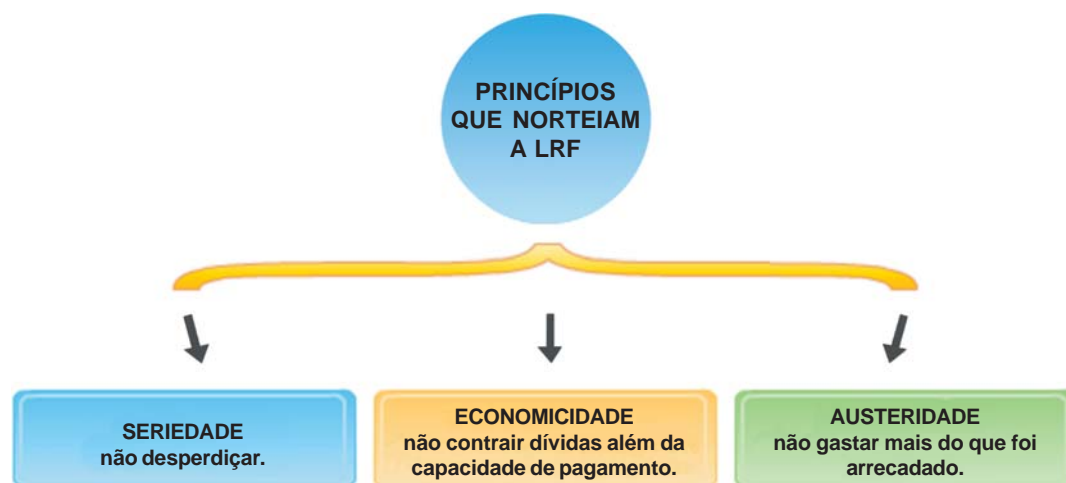 PRINCÍPIOS
QUE NORTEIAM
A LRF
SERIEDADE
não desperdiçar.
ECONOMICIDADE
não contrair dívidas além da
capacidade de pagamento.
AUSTERIDADE
não gastar mais do que foi
arrecadado.